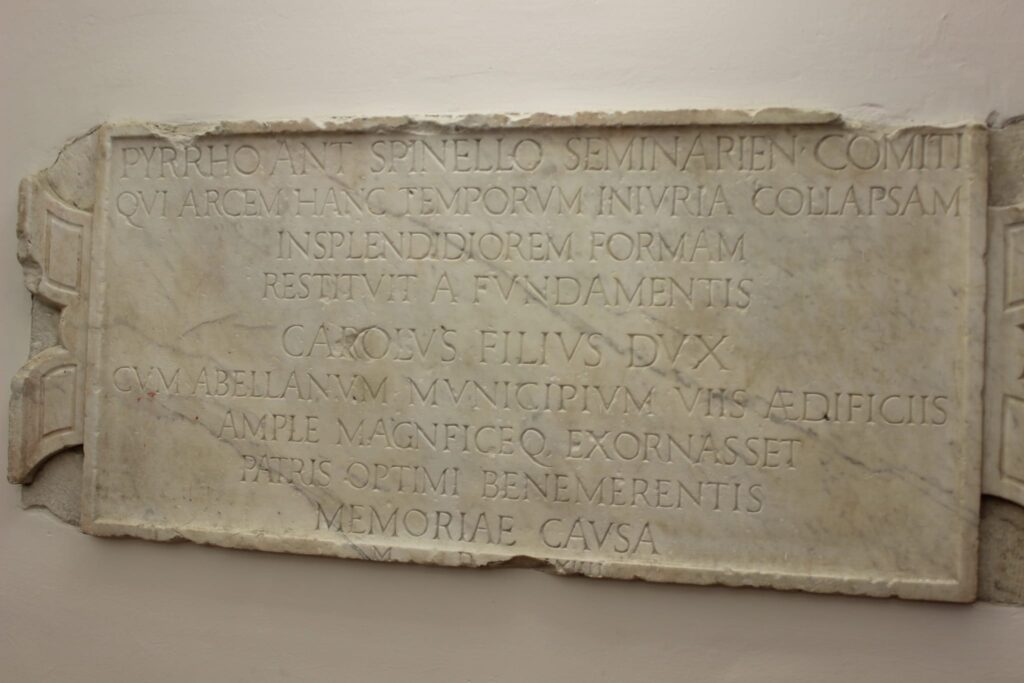 PYRRHO ANT SPINELLO SEMINARIEN COMITI
QVI ARCEM HANC TEMPORVM INIVRIA COLLAPSAM
INSPLENDIDIOREM FORMAM
RESTITVIT A FVNDAMENTIS
CAROLVS FILIVS DVX
CVM ABELLANVM MVNICIPIVM VIIS ÆDIFICIIS
AMPLE MAGNFICEQ EXORNASSET
PATRIS OPTIMI BENEMERENTIS
MEMORIAE CAVSA